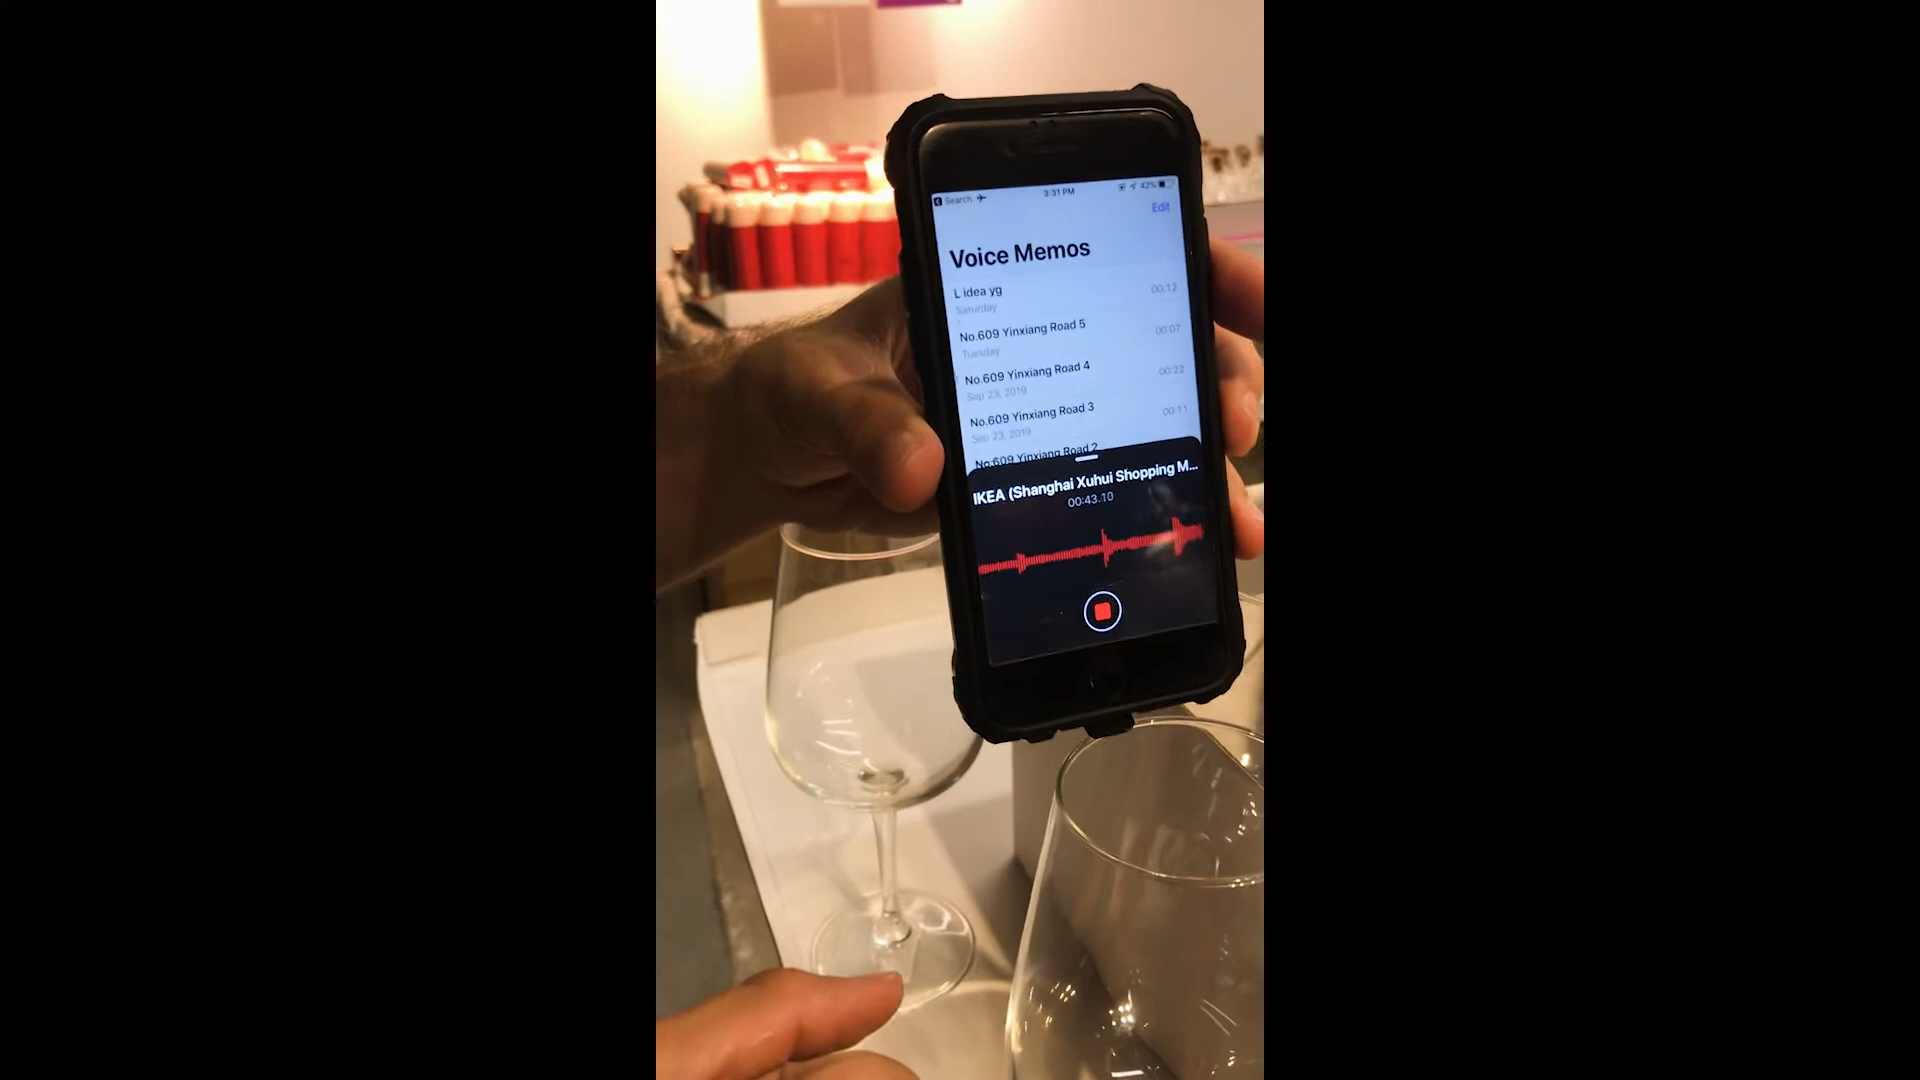 Search 3:31 PM 42%
Edit
Voice Memos
L idea yg
Saturday 00:12
No.609 Yinxiang Road 5
Tuesday 00:07
No.609 Yinxiang Road 4
Sep 23, 2019 00:22
No.609 Yinxiang Road 3
Sep 23, 2019 00:11
No.609 Yinxiang Road 2
IKEA (Shanghai Xuhui Shopping M...
00:43.10